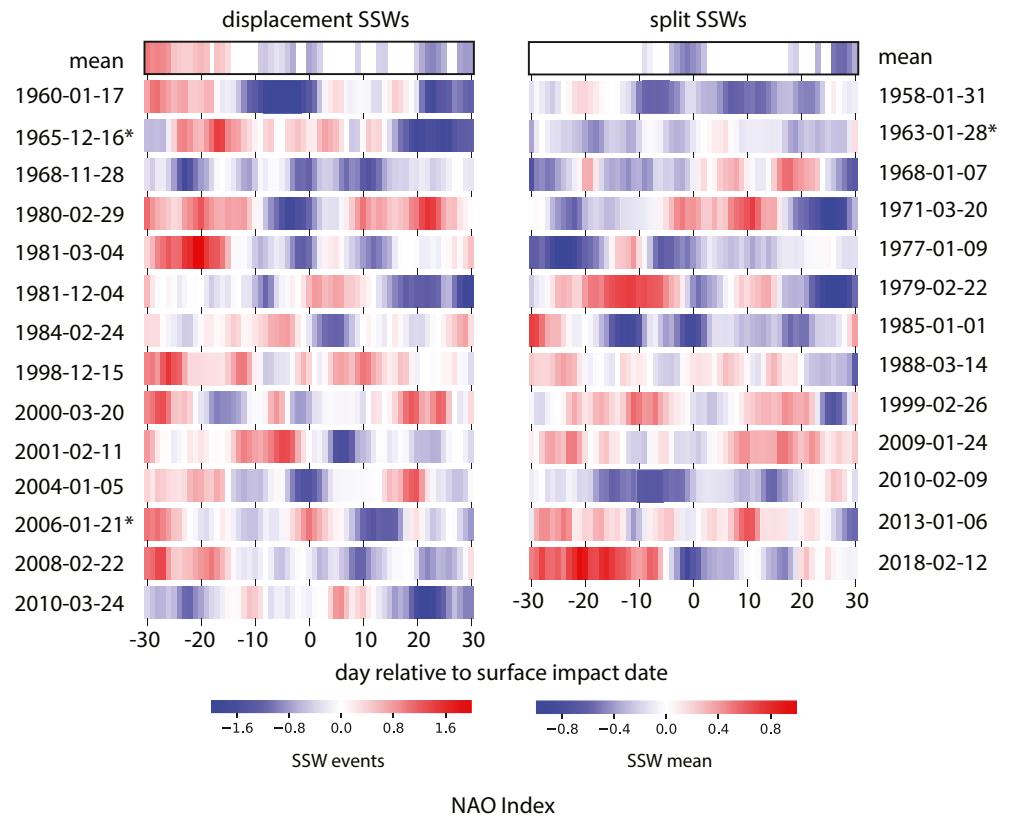 displacement SSWs
mean
1960-01-17
1965-12-16*
1968-11-28
1980-02-29
1981-03-04
1981-12-04
1984-02-24
1998-12-15
2000-03-20
2001-02-11
2004-01-05
2006-01-21*
2008-02-22
2010-03-24
-30 -20 -10 0 10 20 30
split SSWs
mean
1958-01-31
1963-01-28*
1968-01-07
1971-03-20
1977-01-09
1979-02-22
1985-01-01
1988-03-14
1999-02-26
2009-01-24
2010-02-09
2013-01-06
2018-02-12
-30 -20 -10 0 10 20 30
day relative to surface impact date
−1.6 −0.8 0.0 0.8 1.6
SSW events
−0.8 −0.4 0.0 0.4 0.8
SSW mean
NAO Index